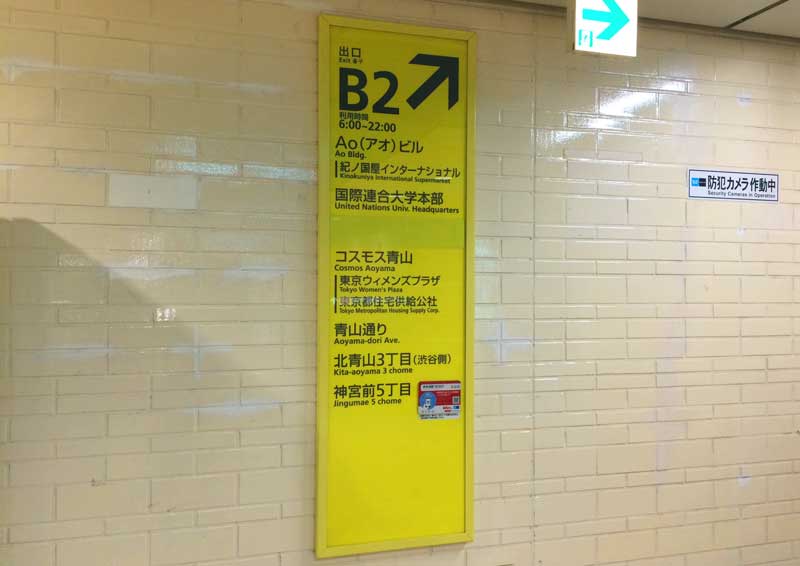 出口
Exit 출구
B2
利用時間
6:00~22:00
Ao(アオ)ビル
Ao Bldg.
紀ノ国屋インターナショナル
Kinokuniya International Supermarket
国際連合大学本部
United Nations Univ. Headquarters
コスモス青山
Cosmos Aoyama
東京ウィメンズプラザ
Tokyo Women's Plaza
東京都住宅供給公社
Tokyo Metropolitan Housing Supply Corp.
青山通り
Aoyama-dori Ave.
北青山3丁目(渋谷側)
Kita-aoyama 3 chome
神宮前5丁目
Jingumae 5 chome
防犯カメラ作動中
Security Cameras in Operation